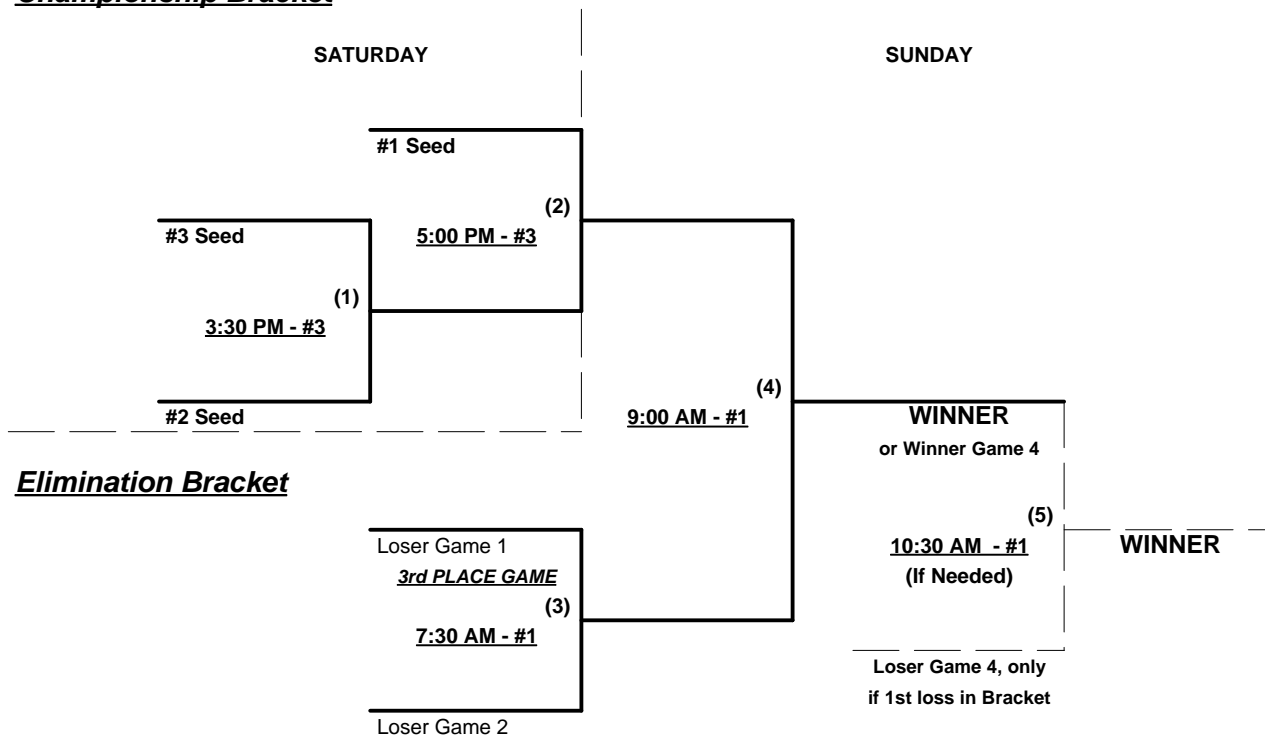 Championship Bracket
SATURDAY
SUNDAY
#1 Seed
(2)
#3 Seed
5:00 PM - #3
(1)
3:30 PM - #3
(4)
#2 Seed
9:00 AM - #1
WINNER
or Winner Game 4
Elimination Bracket
(5)
Loser Game 1
10:30 AM - #1
WINNER
3rd PLACE GAME
(If Needed)
(3)
7:30 AM - #1
Loser Game 4, only
if 1st loss in Bracket
Loser Game 2